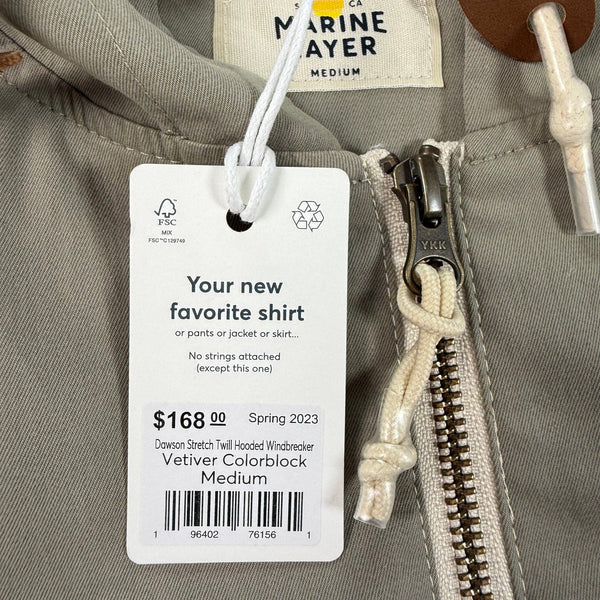 CA
MARINE
LAYER
MEDIUM
FSC
MIX
FSC™C129749
YKK
Your new
favorite shirt
or pants or jacket or skirt...
No strings attached
(except this one)
$168 00 Spring 2023
Dawson Stretch Twill Hooded Windbreaker
Vetiver Colorblock
Medium
1 96402 76156 1